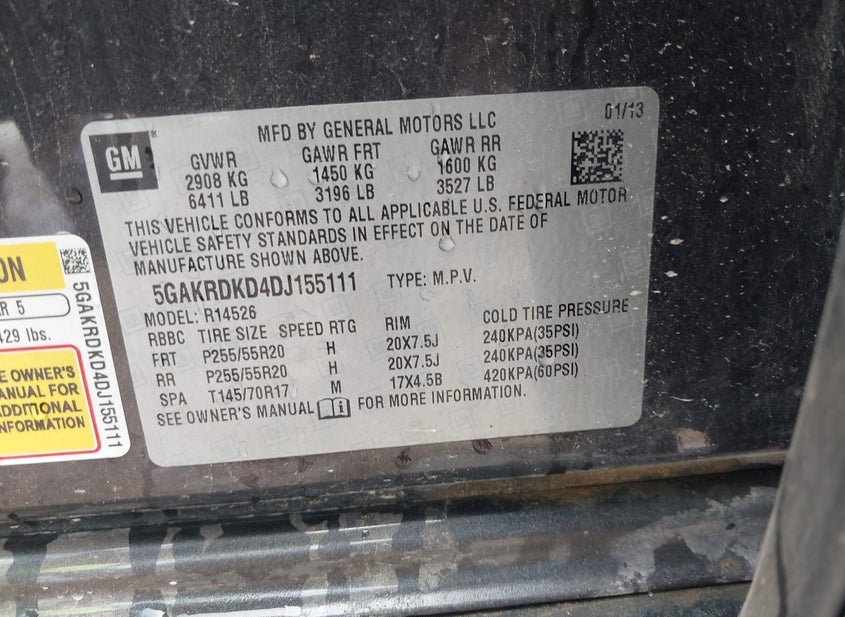 01/13
GM
MFD BY GENERAL MOTORS LLC
GVWR GAWR FRT GAWR RR
2908 KG 1450 KG 1600 KG
6411 LB 3196 LB 3527 LB
THIS VEHICLE CONFORMS TO ALL APPLICABLE U.S. FEDERAL MOTOR
VEHICLE SAFETY STANDARDS IN EFFECT ON THE DATE OF
MANUFACTURE SHOWN ABOVE.
5GAKRDKD4DJ155111 TYPE: M.P.V.
MODEL: R14526
RBBC TIRE SIZE SPEED RTG RIM COLD TIRE PRESSURE
FRT P255/55R20 H 20X7.5J 240KPA(35PSI)
RR P255/55R20 H 20X7.5J 240KPA(35PSI)
SPA T145/70R17 M 17X4.5B 420KPA(60PSI)
SEE OWNER'S MANUAL i FOR MORE INFORMATION.
ON
R 5
429 lbs.
E OWNER'S
ANUAL FOR
ADDITIONAL
NFORMATION
5GAKRDKD4DJ155111